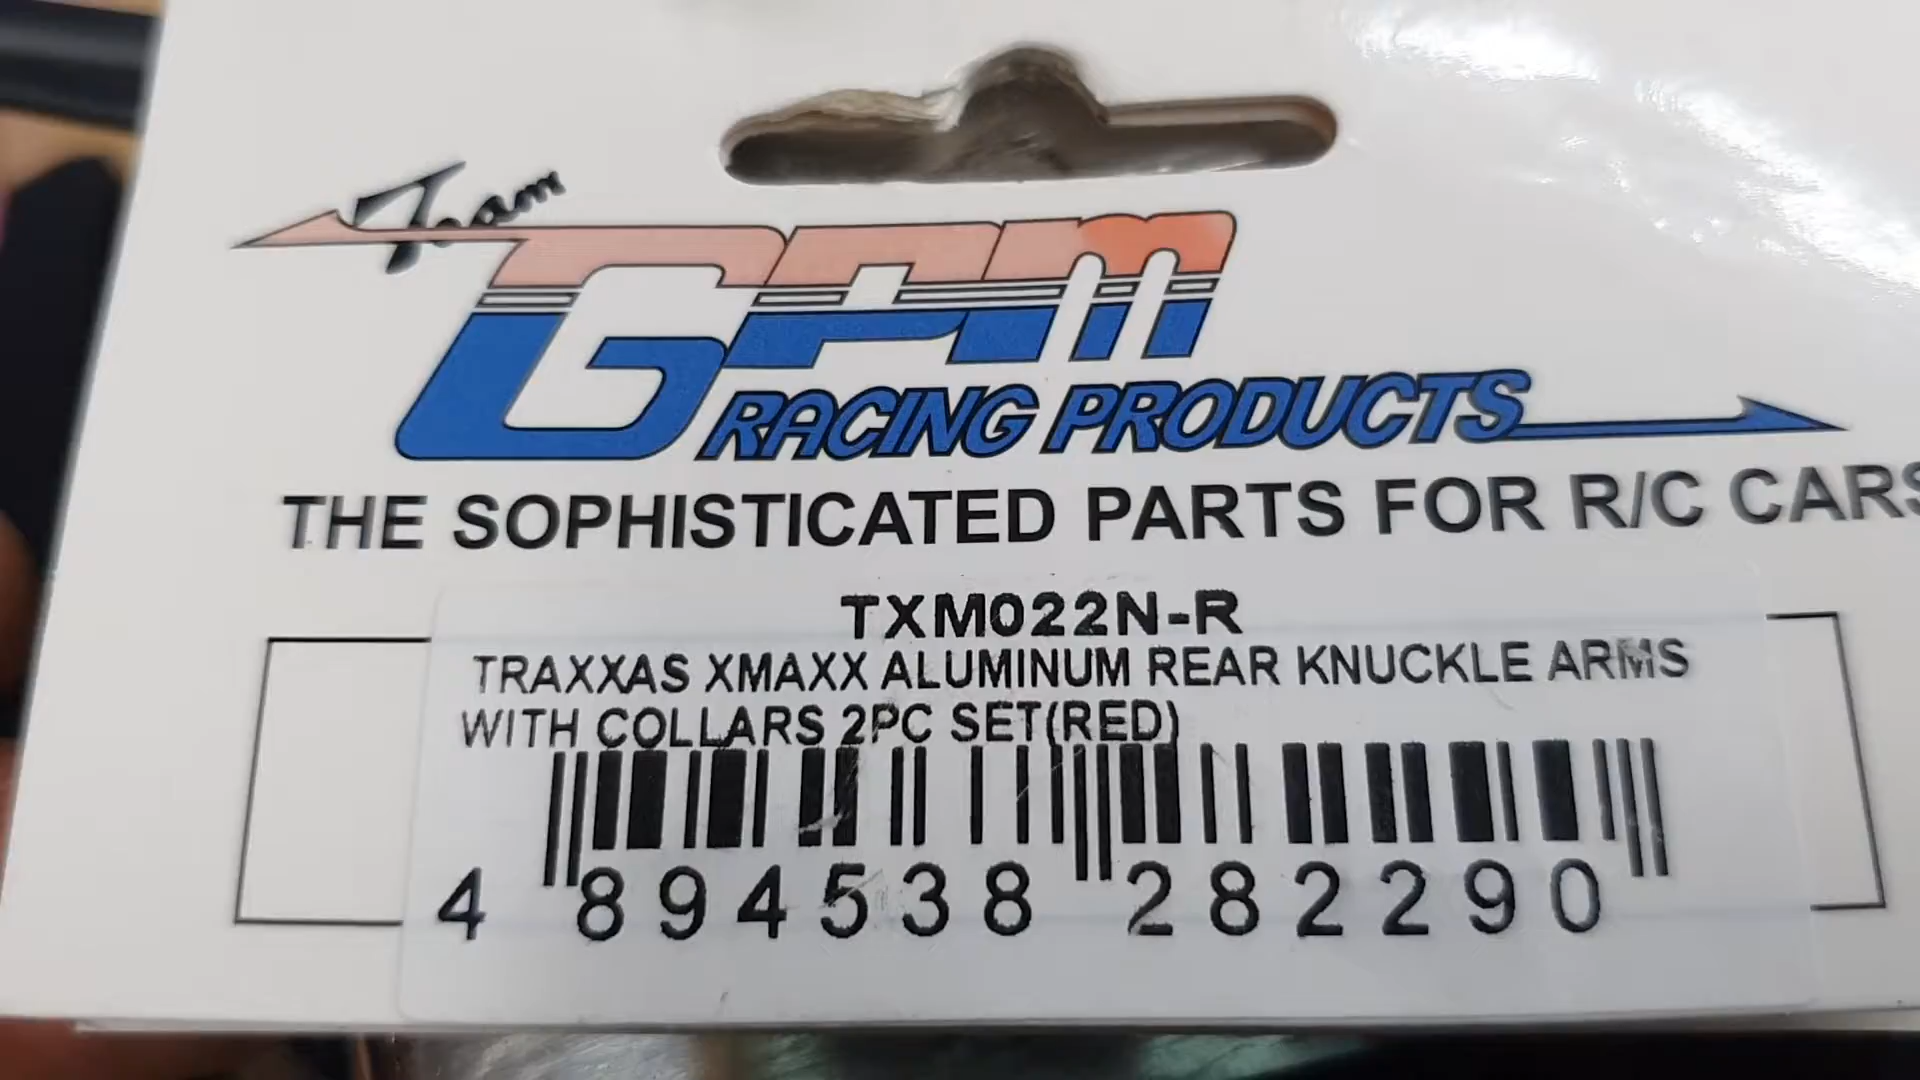 Team
GPM
RACING PRODUCTS
THE SOPHISTICATED PARTS FOR R/C CARS
TXM022N-R
TRAXXAS XMAXX ALUMINUM REAR KNUCKLE ARMS
WITH COLLARS 2PC SET(RED)
4 894538 282290